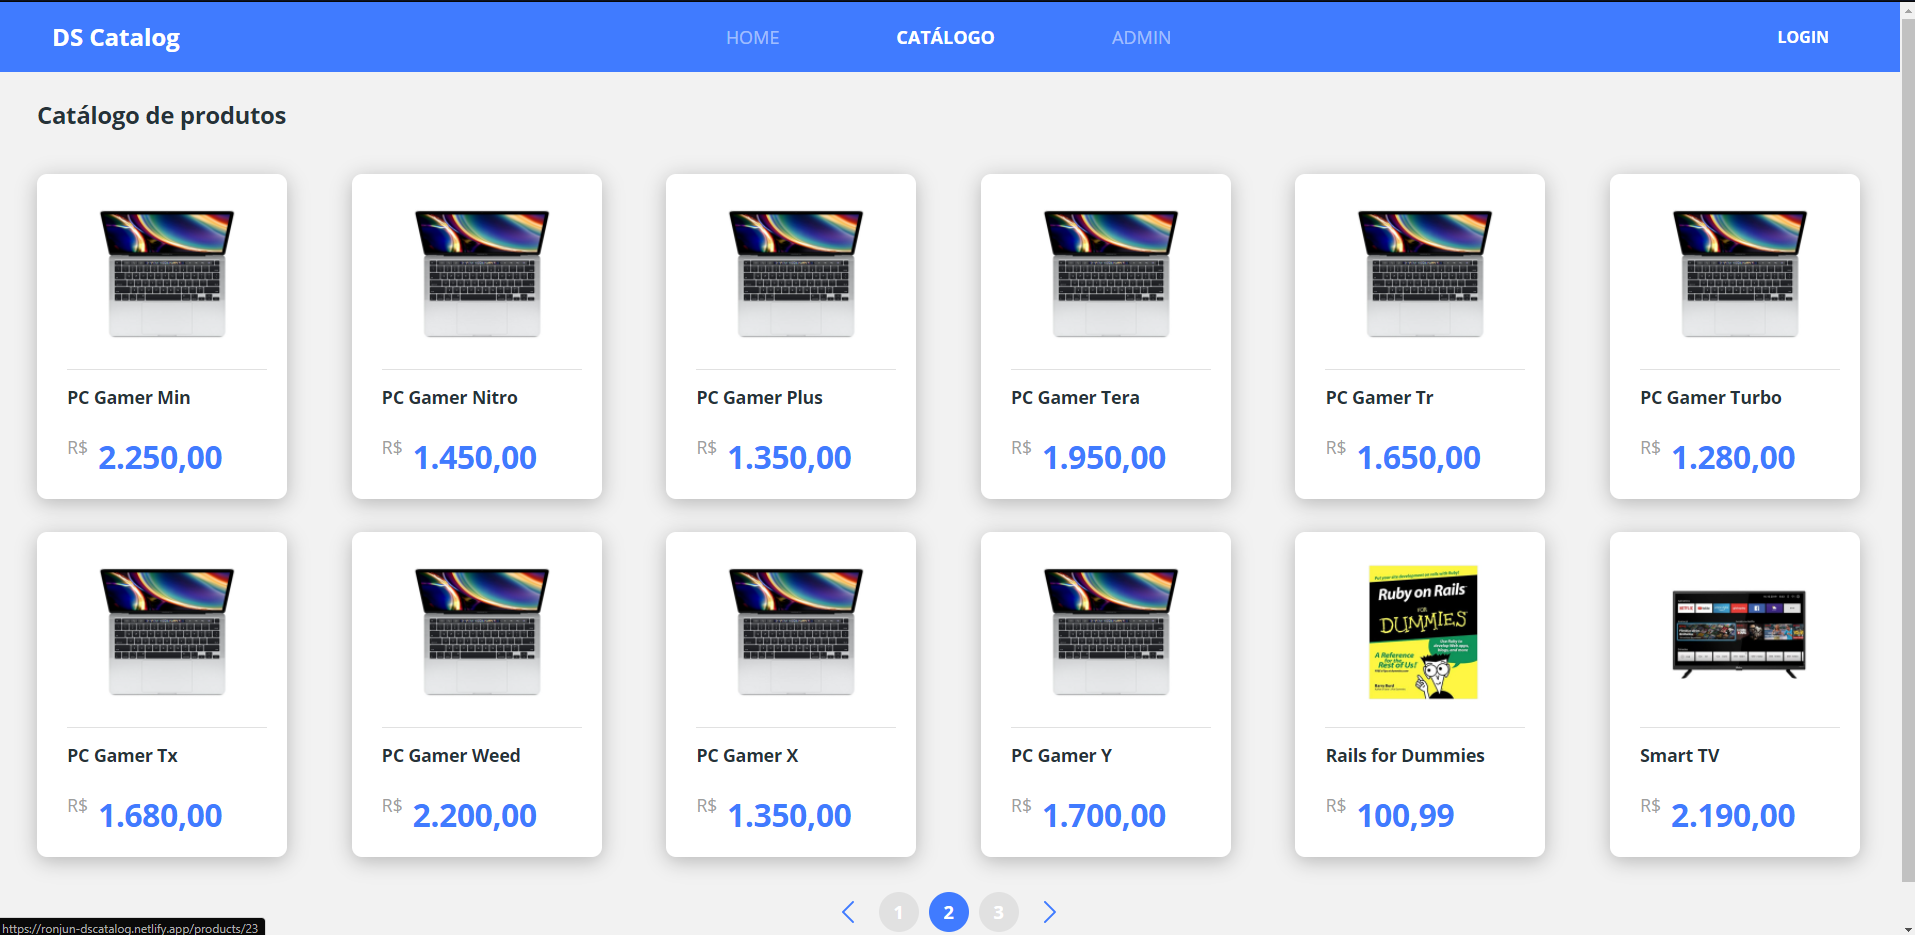 DS Catalog
HOME
CATÁLOGO
ADMIN
LOGIN
Catálogo de produtos
PC Gamer Min
R$ 2.250,00
PC Gamer Nitro
R$ 1.450,00
PC Gamer Plus
R$ 1.350,00
PC Gamer Tera
R$ 1.950,00
PC Gamer Tr
R$ 1.650,00
PC Gamer Turbo
R$ 1.280,00
PC Gamer Tx
R$ 1.680,00
PC Gamer Weed
R$ 2.200,00
PC Gamer X
R$ 1.350,00
PC Gamer Y
R$ 1.700,00
Ruby on Rails
FOR
DUMMIES
A Reference
for the
Rest of Us!
Rails for Dummies
R$ 100,99
Smart TV
R$ 2.190,00
1
2
3
https://ronjun-dscatalog.netlify.app/products/23